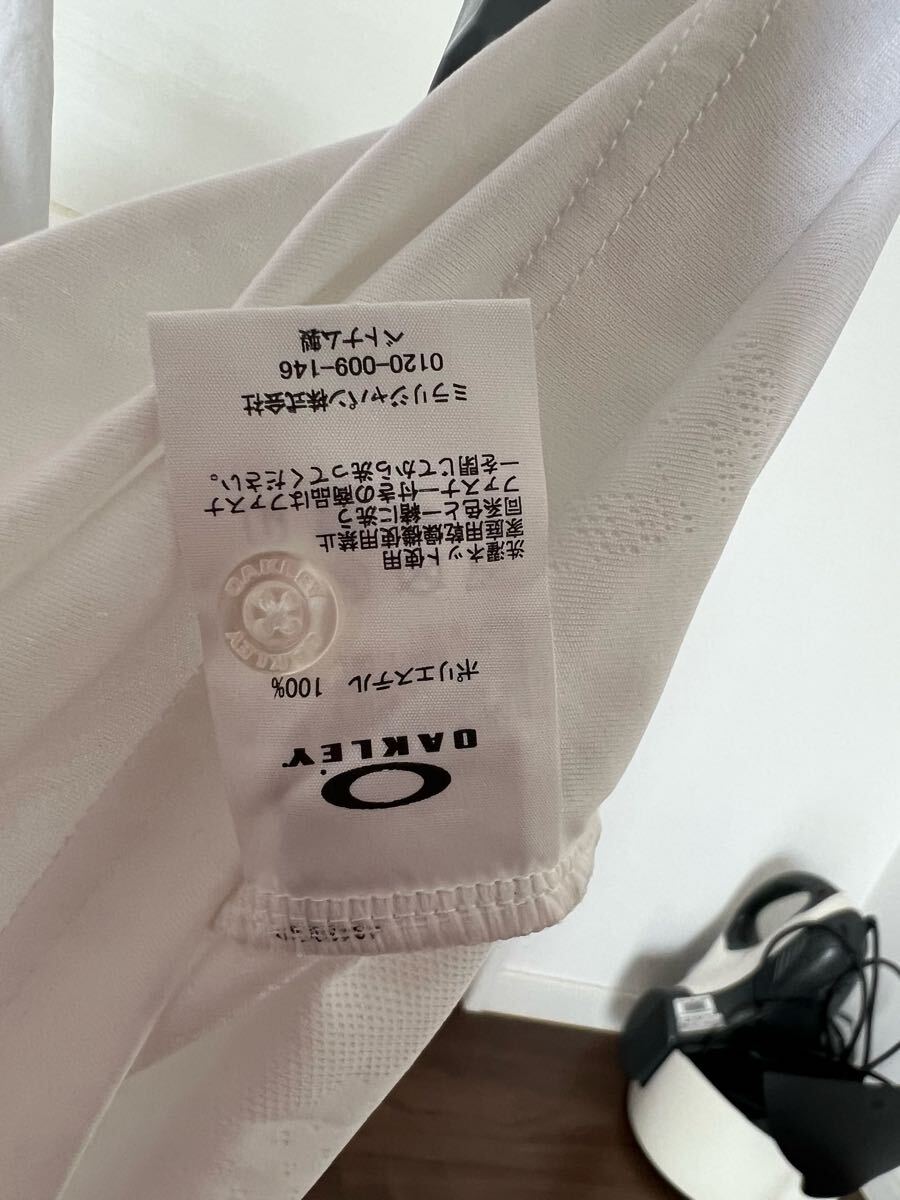 OAKLEY
ポリエステル 100%
OAKLEY
OAKLEY
洗濯ネット使用
家庭用乾燥機使用禁止
同系色と一緒に洗う
ファスナー付きの商品はファスナ
ーを閉じてから洗ってください。
ミラリジャパン株式会社
0120-009-146
ベトナム製